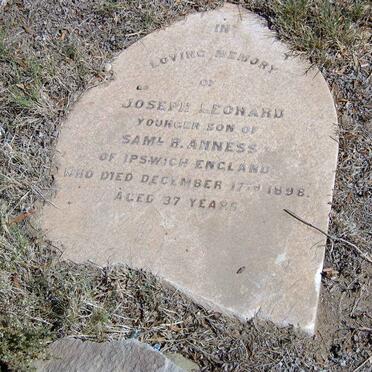 IN
LOVING MEMORY
OF
JOSEPH LEONARD
YOUNGER SON OF
SAML R. ANNESS
OF IPSWICH ENGLAND
WHO DIED DECEMBER 17TH 1898.
AGED 37 YEARS